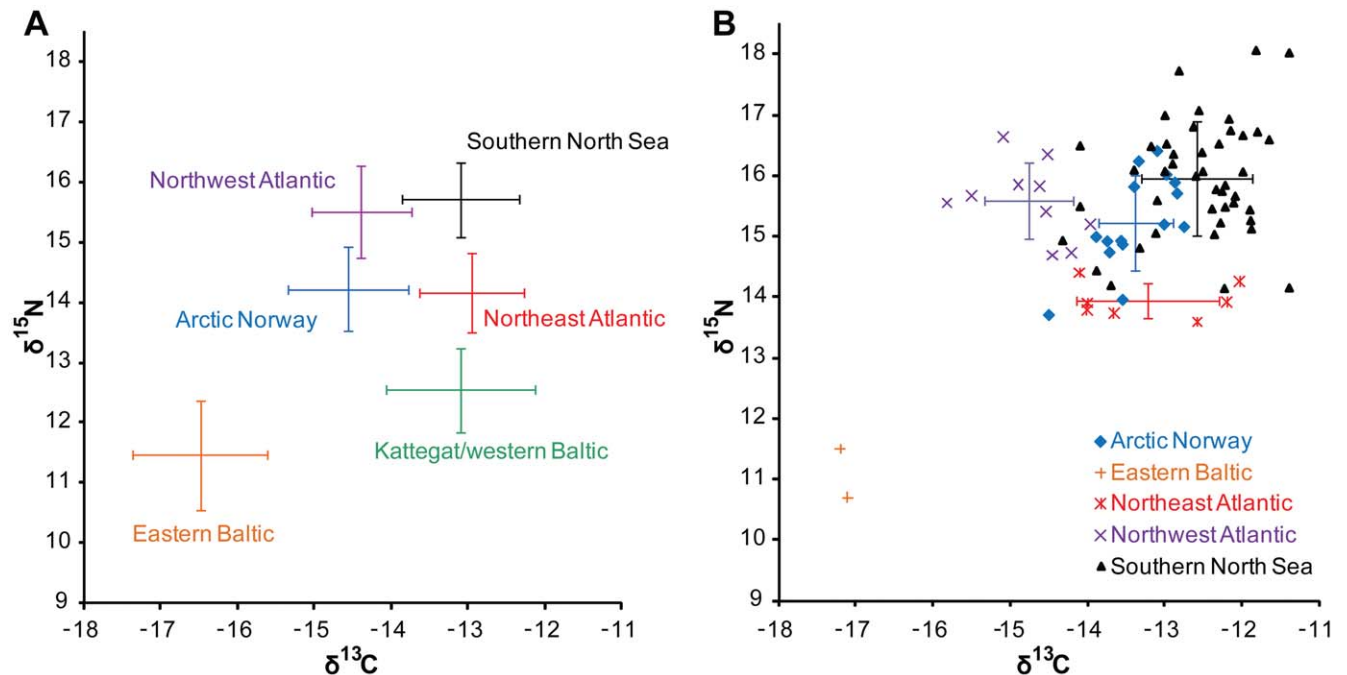 A
18
17
16
15
14
13
12
11
10
9
-18
-17
-16
-15
-14
-13
-12
-11
δ¹⁵N
δ¹³C
Southern North Sea
Northwest Atlantic
Arctic Norway
Northeast Atlantic
Kattegat/western Baltic
Eastern Baltic
B
18
17
16
15
14
13
12
11
10
9
-18
-17
-16
-15
-14
-13
-12
-11
δ¹⁵N
δ¹³C
Arctic Norway
Eastern Baltic
Northeast Atlantic
Northwest Atlantic
Southern North Sea